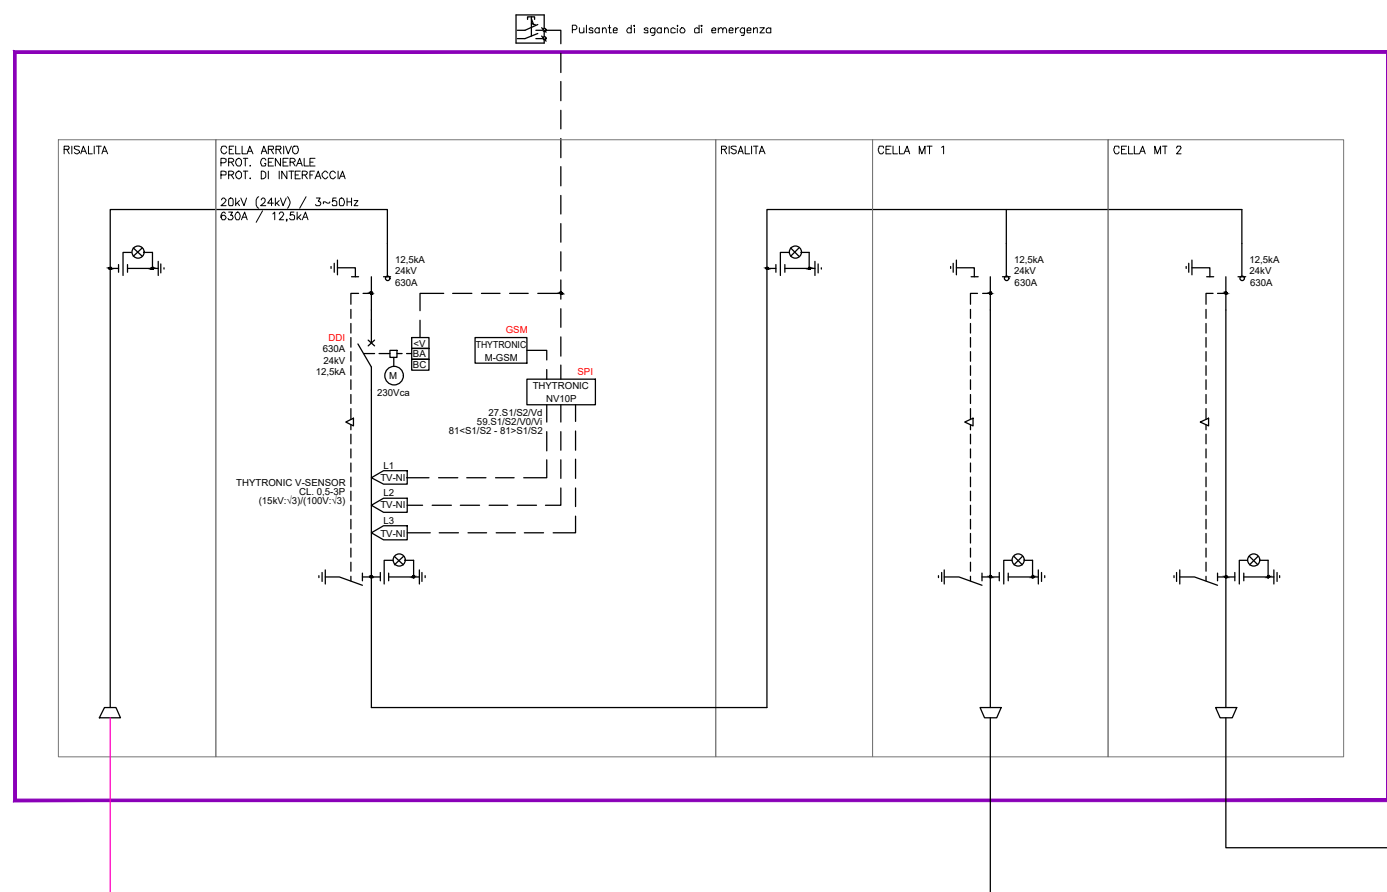 Pulsante di sgancio di emergenza
RISALITA
CELLA ARRIVO
PROT. GENERALE
PROT. DI INTERFACCIA
20kV (24kV) / 3~50Hz
630A / 12,5kA
RISALITA
CELLA MT 1
CELLA MT 2
12,5kA
24kV
630A
12,5kA
24kV
630A
12,5kA
24kV
630A
DDI
630A
24kV
12,5kA
<V
BA
BC
M
230Vca
GSM
THYTRONIC
M-GSM
SPI
THYTRONIC
NV10P
27.S1/S2/Vd
59.S1/S2/V0/Vi
81<S1/S2 - 81>S1/S2
THYTRONIC V-SENSOR
CL. 0,5-3P
(15kV:√3)/(100V:√3)
L1
TV-NI
L2
TV-NI
L3
TV-NI